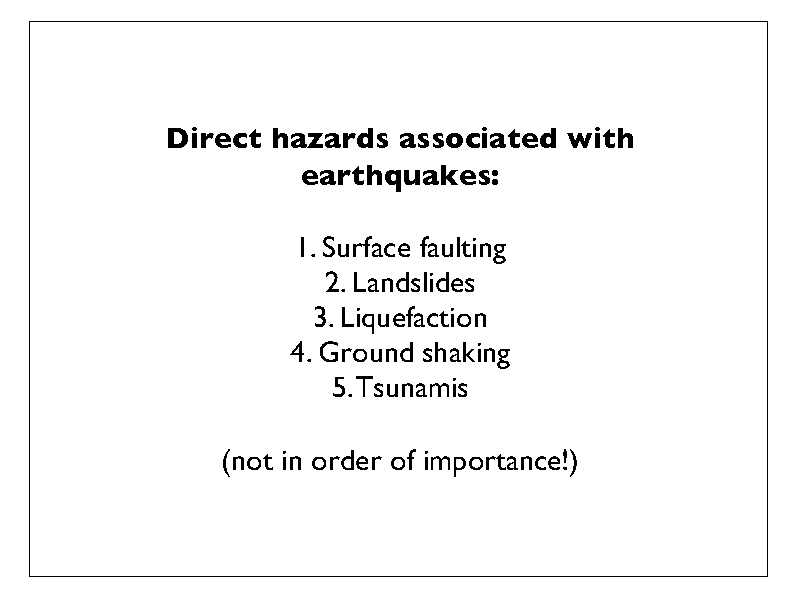 Direct hazards associated with
earthquakes:
1. Surface faulting
2. Landslides
3. Liquefaction
4. Ground shaking
5. Tsunamis
(not in order of importance!)